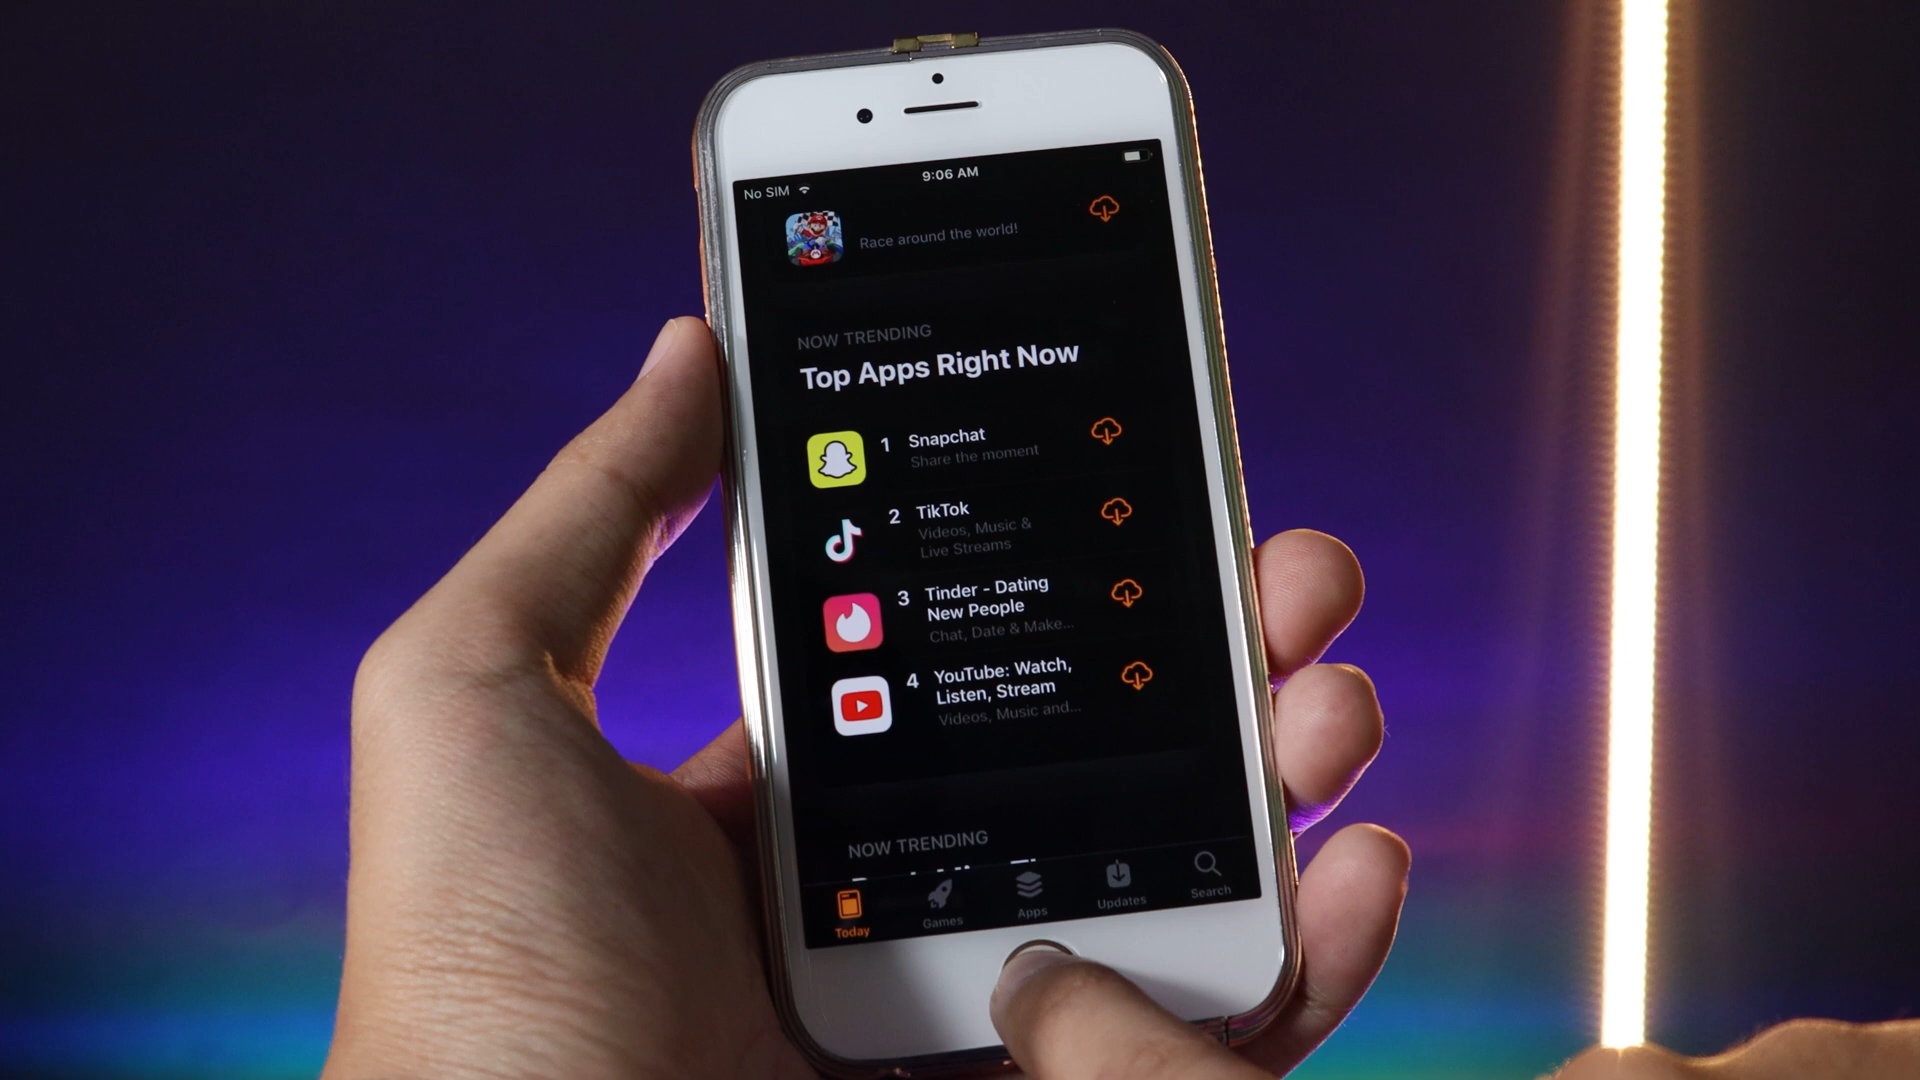 No SIM 9:06 AM
Race around the world!
NOW TRENDING
Top Apps Right Now
1 Snapchat
Share the moment
2 TikTok
Videos, Music &
Live Streams
3 Tinder - Dating
New People
Chat, Date & Make...
4 YouTube: Watch,
Listen, Stream
Videos, Music and...
NOW TRENDING
Today Games Apps Updates Search